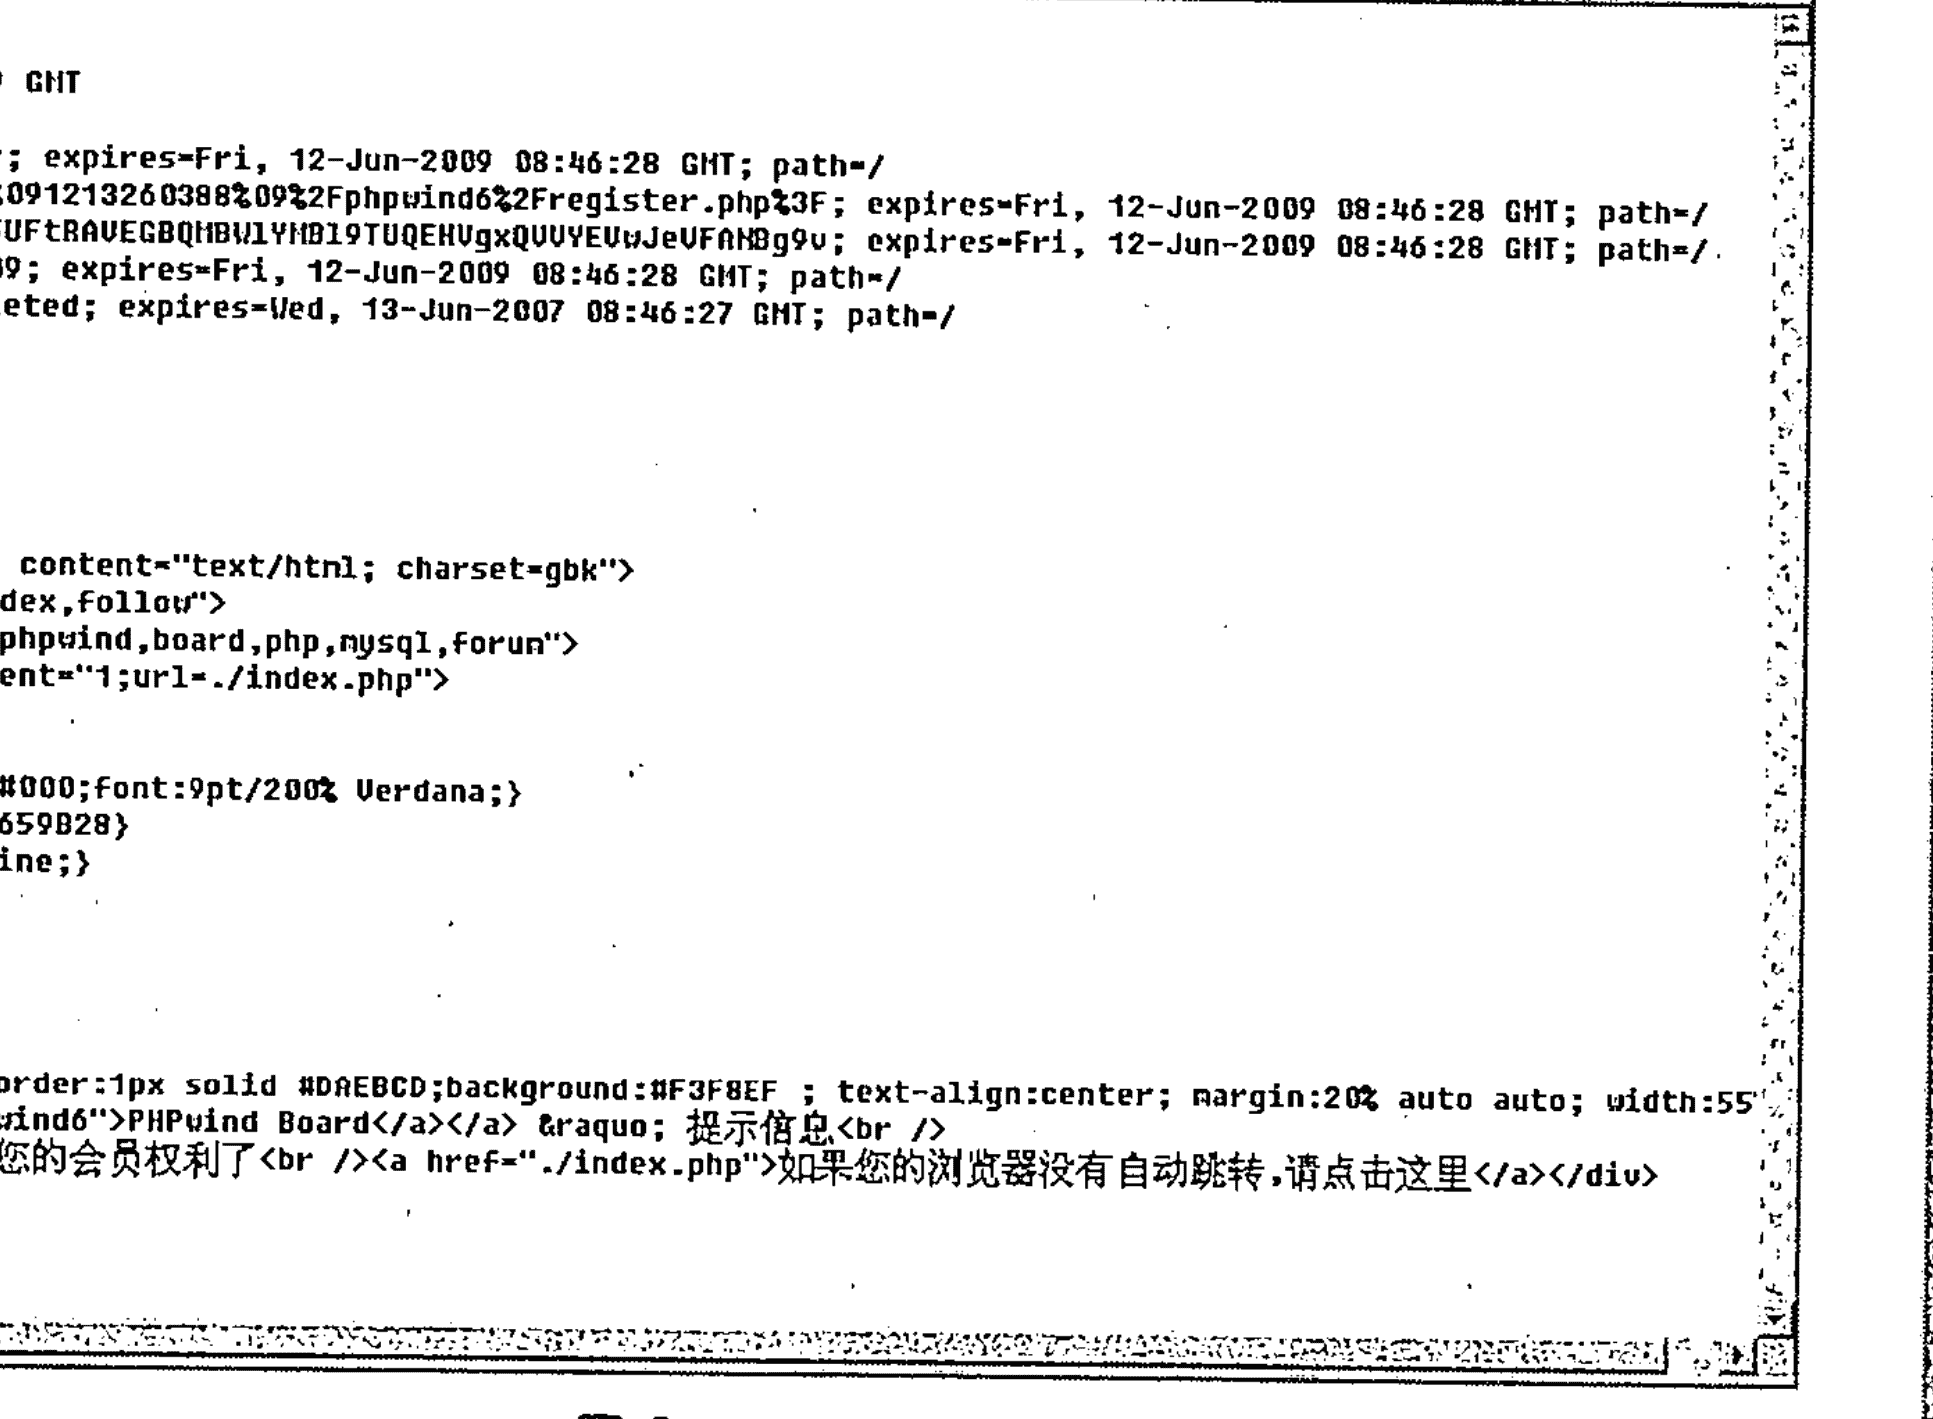 GMT
; expires=Fri, 12-Jun-2009 08:46:28 GMT; path=/
091213260388%09%2Fphpwind6%2Fregister.php%3F; expires=Fri, 12-Jun-2009 08:46:28 GMT; path=/
expires=Fri, 12-Jun-2009 08:46:28 GMT; path=/
9; expires=Fri, 12-Jun-2009 08:46:28 GMT; path=/
eted; expires=Wed, 13-Jun-2007 08:46:27 GMT; path=/
content="text/html; charset=gbk">
dex,follow">
phpwind,board,php,mysql,forum">
ent="1;url=./index.php">
#000;font:9pt/200% Verdana;}
659B28}
ine;}
order:1px solid #DAEBCD;background:#F3F8EF ; text-align:center; margin:20% auto auto; width:55
wind6">PHPwind Board</a></a> &raquo; 提示信息<br />
您的会员权利了<br /><a href="./index.php">如果您的浏览器没有自动跳转,请点击这里</a></div>